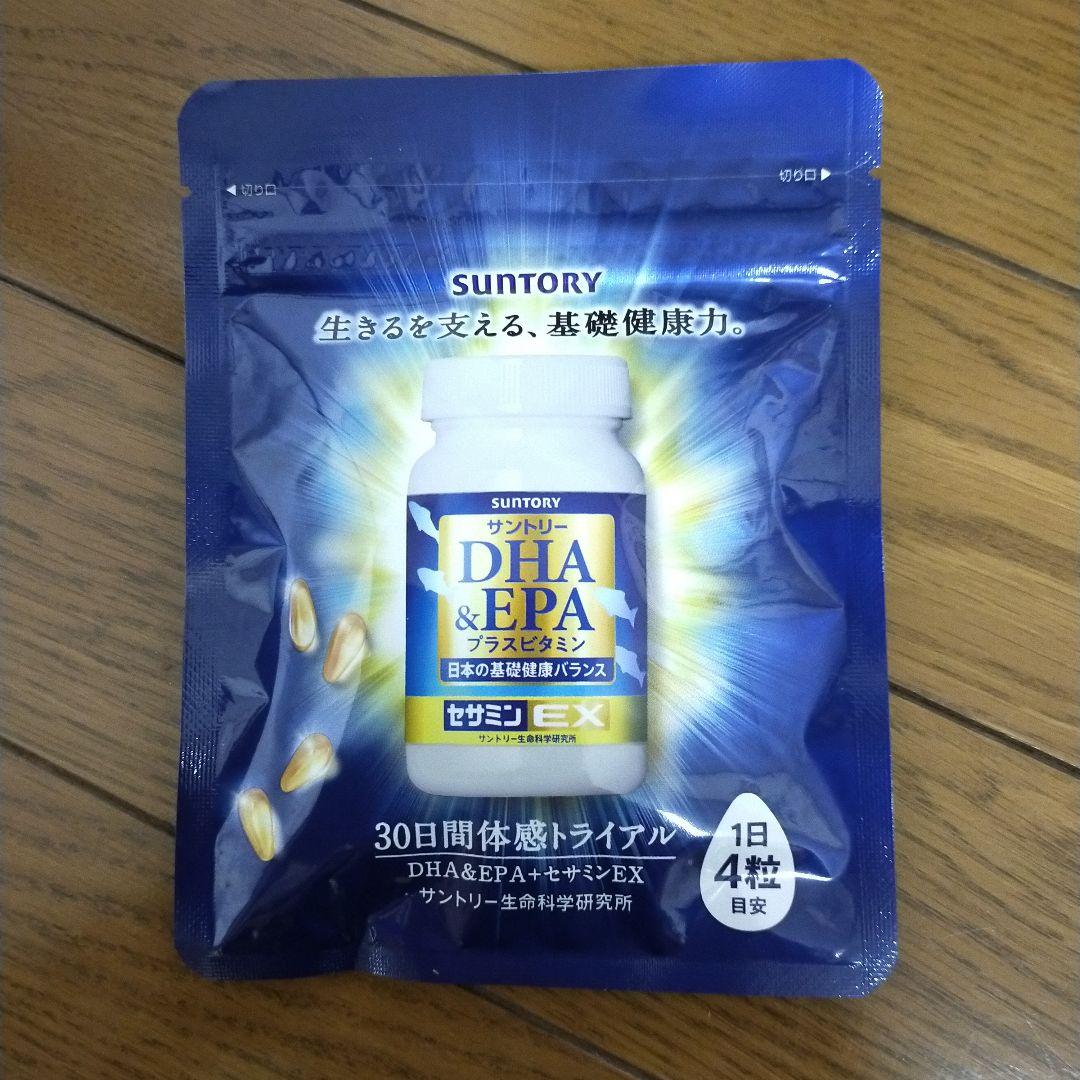 ◀切り口
切り口▶
SUNTORY
生きるを支える、基礎健康力。
SUNTORY
サントリー
DHA
&EPA
プラスビタミン
日本の基礎健康バランス
セサミン EX
サントリー生命科学研究所
30日間体感トライアル
DHA&EPA+セサミンEX
サントリー生命科学研究所
1日
4粒
目安